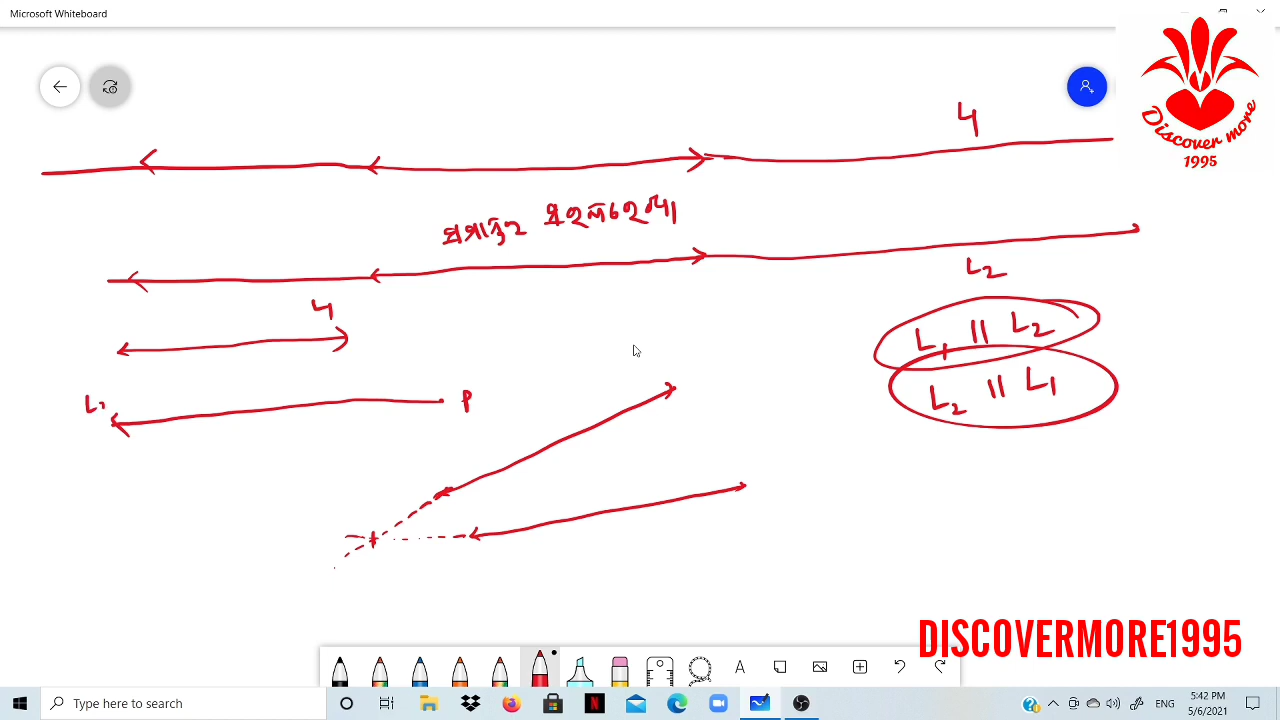 Microsoft Whiteboard
L1
Discover more
1995
L2
L1
L1 || L2
L2 || L1
P
DISCOVERMORE1995
A
Type here to search
ENG
5:42 PM
5/6/2021